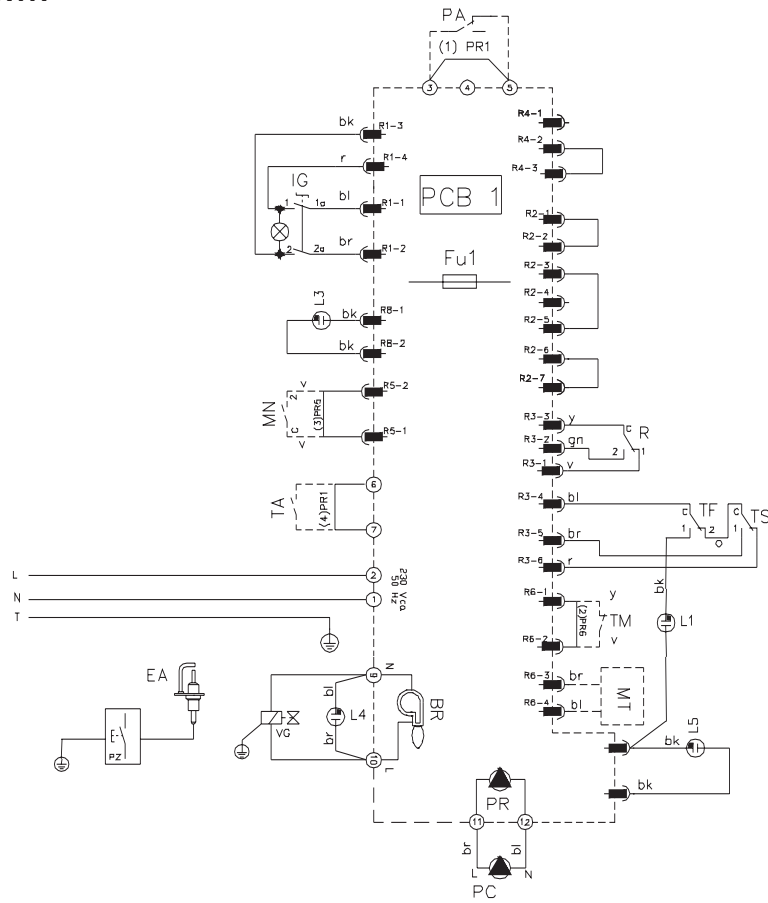 PA
(1) PR1
3 4 5
bk R1-3
r R1-4
IG
1 1a bl R1-1
2 2a br R1-2
PCB 1
Fu1
L3
bk R8-1
bk R8-2
MN
v 2 R5-2
(3)PR6
C v R5-1
TA
(4)PR1
6
7
L 2
N 1
T
230 Vca
50 Hz
EA
PZ
VG
bl
br
L4
9 N
10 L
BR
R4-1
R4-2
R4-3
R2-1
R2-2
R2-3
R2-4
R2-5
R2-6
R2-7
R3-3 y
R3-2 gn
R3-1 v
C 2 1 R
R3-4 bl
R3-5 br
R3-6 r
C 1 2 TF
C 1 2 TS
bk
L1
R6-1 y
(2)PR6
TM
v
R6-3 br
R6-4 bl
MT
bk L5
bk
PR
11 12
br bl
L N
PC